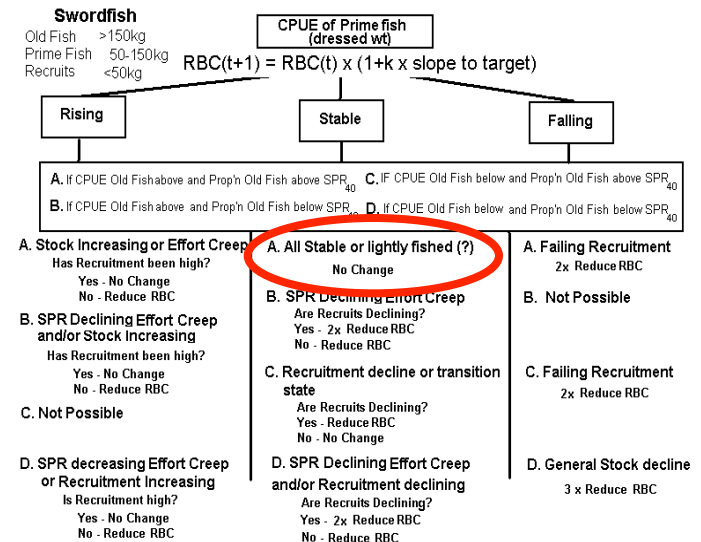 Swordfish
Old Fish >150kg
Prime Fish 50-150kg
Recruits <50kg
CPUE of Prime fish
(dressed wt)
RBC(t+1) = RBC(t) x (1+k x slope to target)
Rising
Stable
Falling
A. If CPUE Old Fish above and Prop'n Old Fish above SPR40
C. IF CPUE Old Fish below and Prop'n Old Fish above SPR40
B. If CPUE Old Fish above and Prop'n Old Fish below SPR40
D. If CPUE Old Fish below and Prop'n Old Fish below SPR40
A. Stock Increasing or Effort Creep
Has Recruitment been high?
Yes - No Change
No - Reduce RBC
B. SPR Declining Effort Creep
and/or Stock Increasing
Has Recruitment been high?
Yes - No Change
No - Reduce RBC
C. Not Possible
D. SPR decreasing Effort Creep
or Recruitment Increasing
Is Recruitment high?
Yes - No Change
No - Reduce RBC
A. All Stable or lightly fished (?)
No Change
B. SPR Declining Effort Creep
Are Recruits Declining?
Yes - 2x Reduce RBC
No - Reduce RBC
C. Recruitment decline or transition
state
Are Recruits Declining?
Yes - Reduce RBC
No - No Change
D. SPR Declining Effort Creep
and/or Recruitment declining
Are Recruits Declining?
Yes - 2x Reduce RBC
No - Reduce RBC
A. Failing Recruitment
2x Reduce RBC
B. Not Possible
C. Failing Recruitment
2x Reduce RBC
D. General Stock decline
3 x Reduce RBC